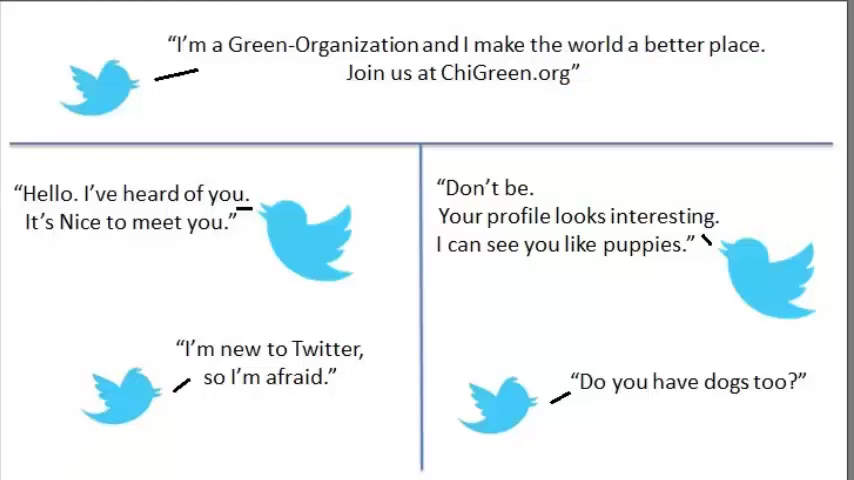 “I’m a Green-Organization and I make the world a better place.
Join us at ChiGreen.org”
“Hello. I’ve heard of you.
It’s Nice to meet you.”
“I’m new to Twitter,
so I’m afraid.”
“Don’t be.
Your profile looks interesting.
I can see you like puppies.”
“Do you have dogs too?”